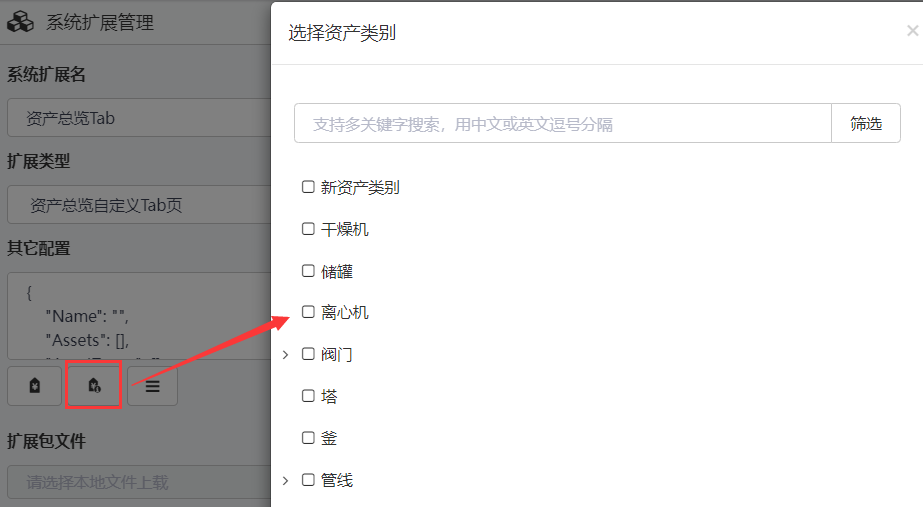 系统扩展管理
系统扩展名
资产总览Tab
扩展类型
资产总览自定义Tab页
其它配置
{
"Name": "",
"Assets": [],
扩展包文件
请选择本地文件上载
选择资产类别
×
支持多关键字搜索，用中文或英文逗号分隔
筛选
新资产类别
干燥机
储罐
离心机
阀门
塔
釜
管线